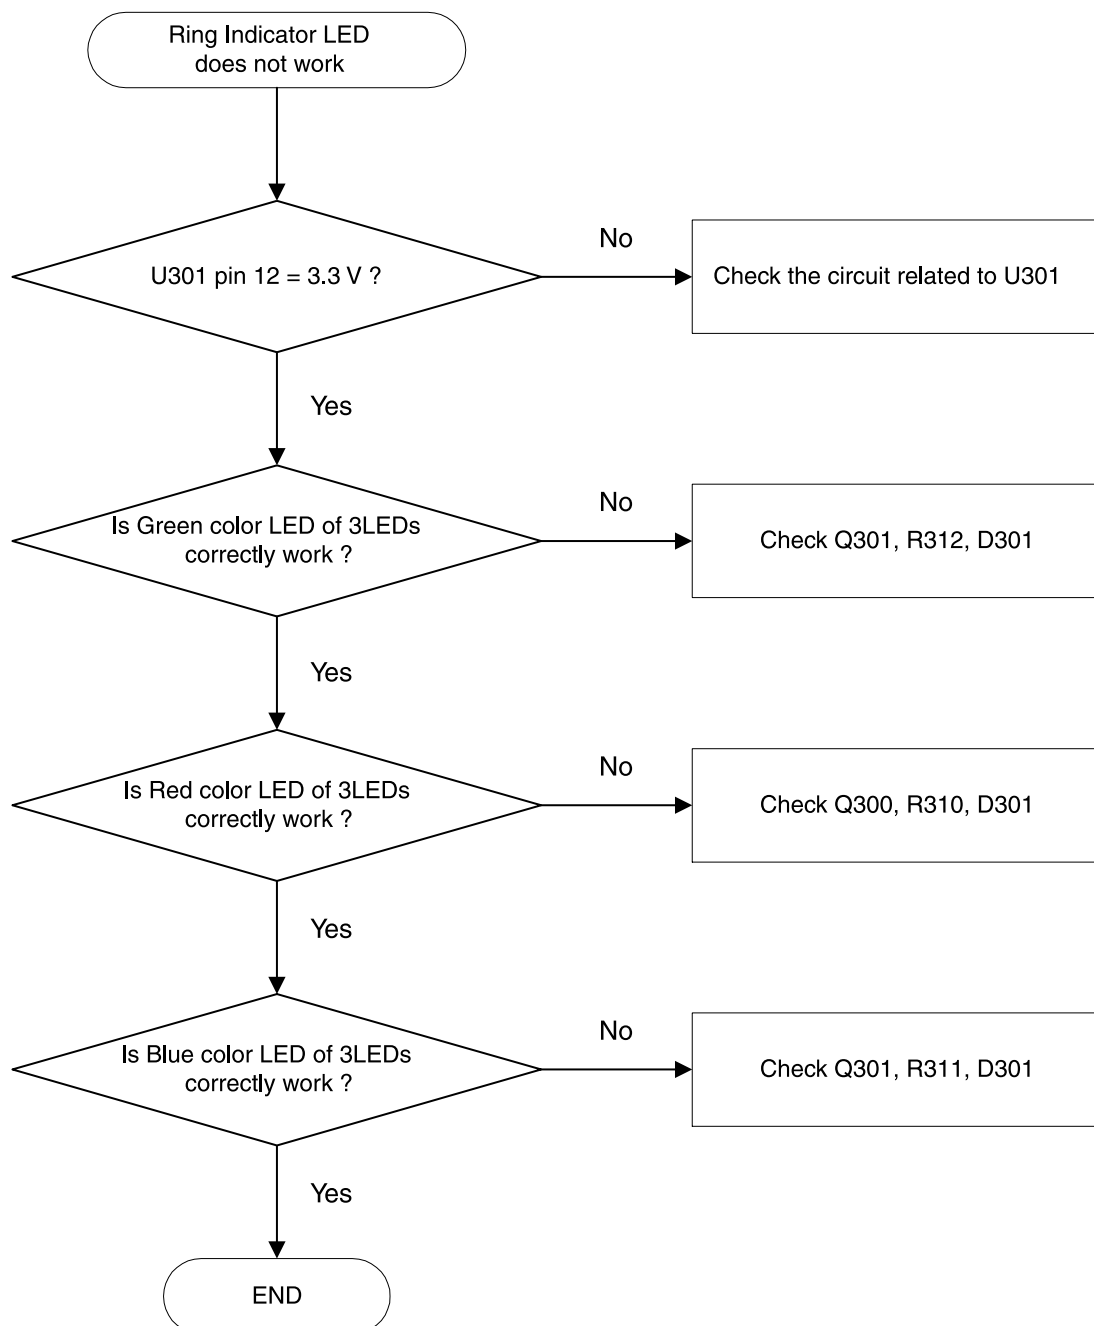 Ring Indicator LED
does not work
U301 pin 12 = 3.3 V ?
No
Check the circuit related to U301
Yes
Is Green color LED of 3LEDs
correctly work ?
No
Check Q301, R312, D301
Yes
Is Red color LED of 3LEDs
correctly work ?
No
Check Q300, R310, D301
Yes
Is Blue color LED of 3LEDs
correctly work ?
No
Check Q301, R311, D301
Yes
END